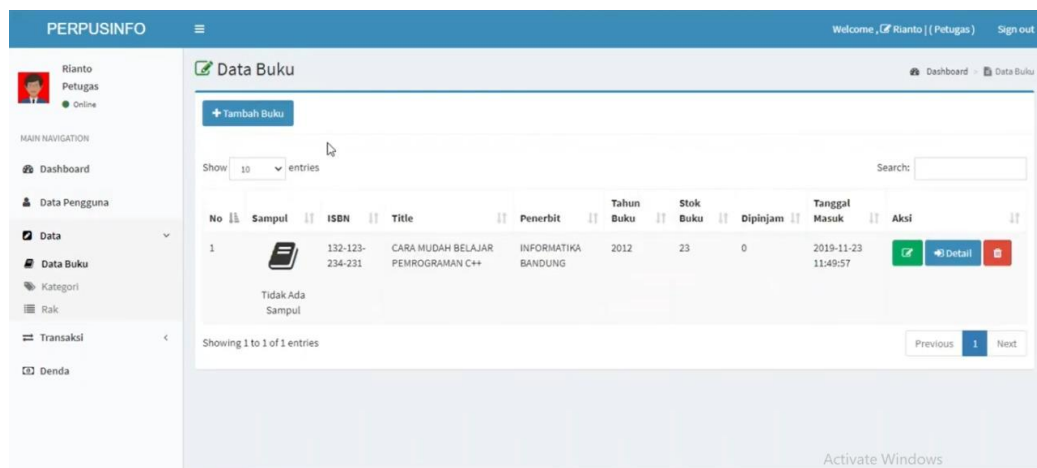 PERPUSINFO
Welcome , Rianto | ( Petugas ) Sign out
Rianto
Petugas
Online
MAIN NAVIGATION
Dashboard
Data Pengguna
Data
Data Buku
Kategori
Rak
Transaksi
Denda
Data Buku
Dashboard > Data Buku
+ Tambah Buku
Show 10 entries
Search:
No Sampul ISBN Title Penerbit Tahun Buku Stok Buku Dipinjam Tanggal Masuk Aksi
1 Tidak Ada Sampul 132-123-234-231 CARA MUDAH BELAJAR PEMROGRAMAN C++ INFORMATIKA BANDUNG 2012 23 0 2019-11-23 11:49:57 Detail
Showing 1 to 1 of 1 entries
Previous 1 Next
Activate Windows